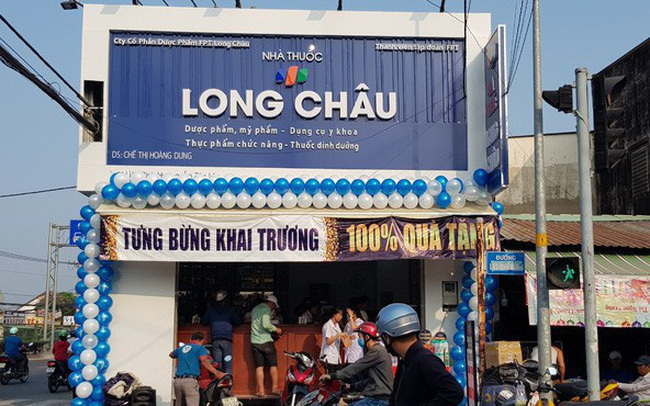 Cty Cổ Phần Dược Phẩm FPT Long Châu
Thành viên tập đoàn FPT
NHÀ THUỐC
LONG CHÂU
Dược phẩm, mỹ phẩm - Dụng cụ y khoa
Thực phẩm chức năng - Thuốc dinh dưỡng
DS: CHẾ THỊ HOÀNG DUNG
TƯNG BỪNG KHAI TRƯƠNG
100% QUÀ TẶNG
ĐƯỜNG